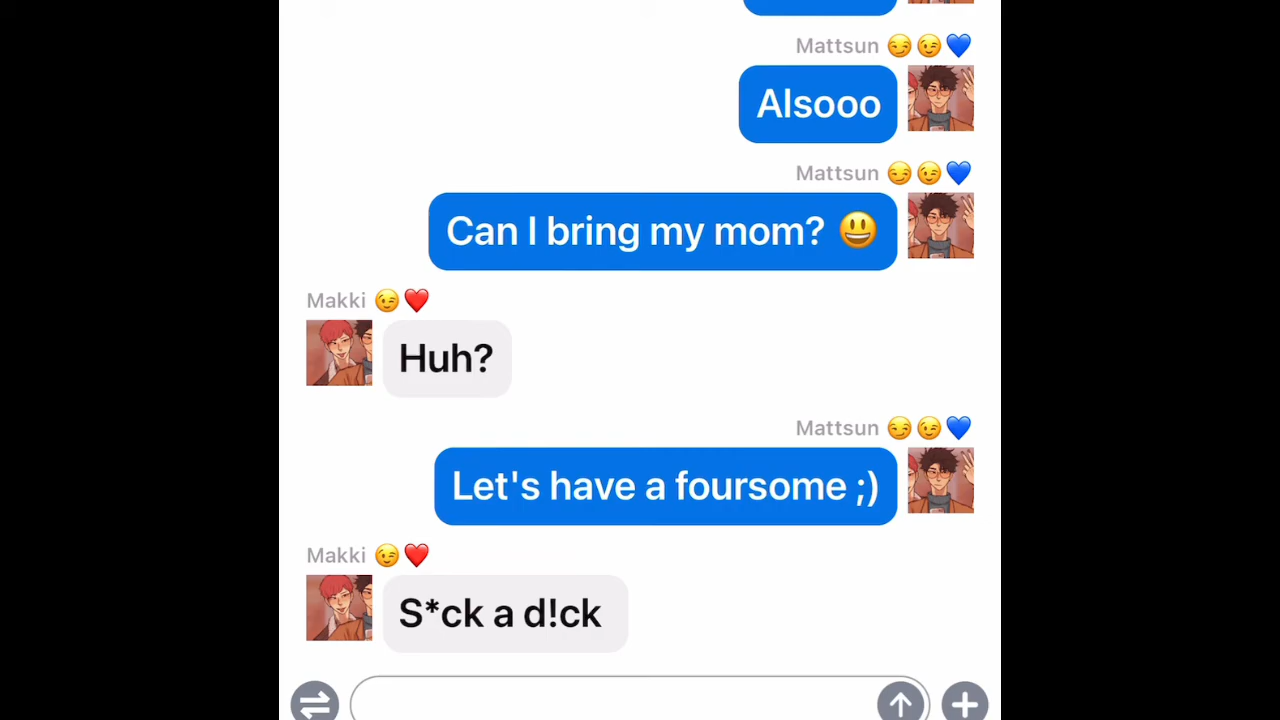 Mattsun 😏😉💙
Alsooo
Mattsun 😏😉💙
Can I bring my mom? 😃
Makki 😉❤️
Huh?
Mattsun 😏😉💙
Let's have a foursome ;)
Makki 😉❤️
S*ck a d!ck